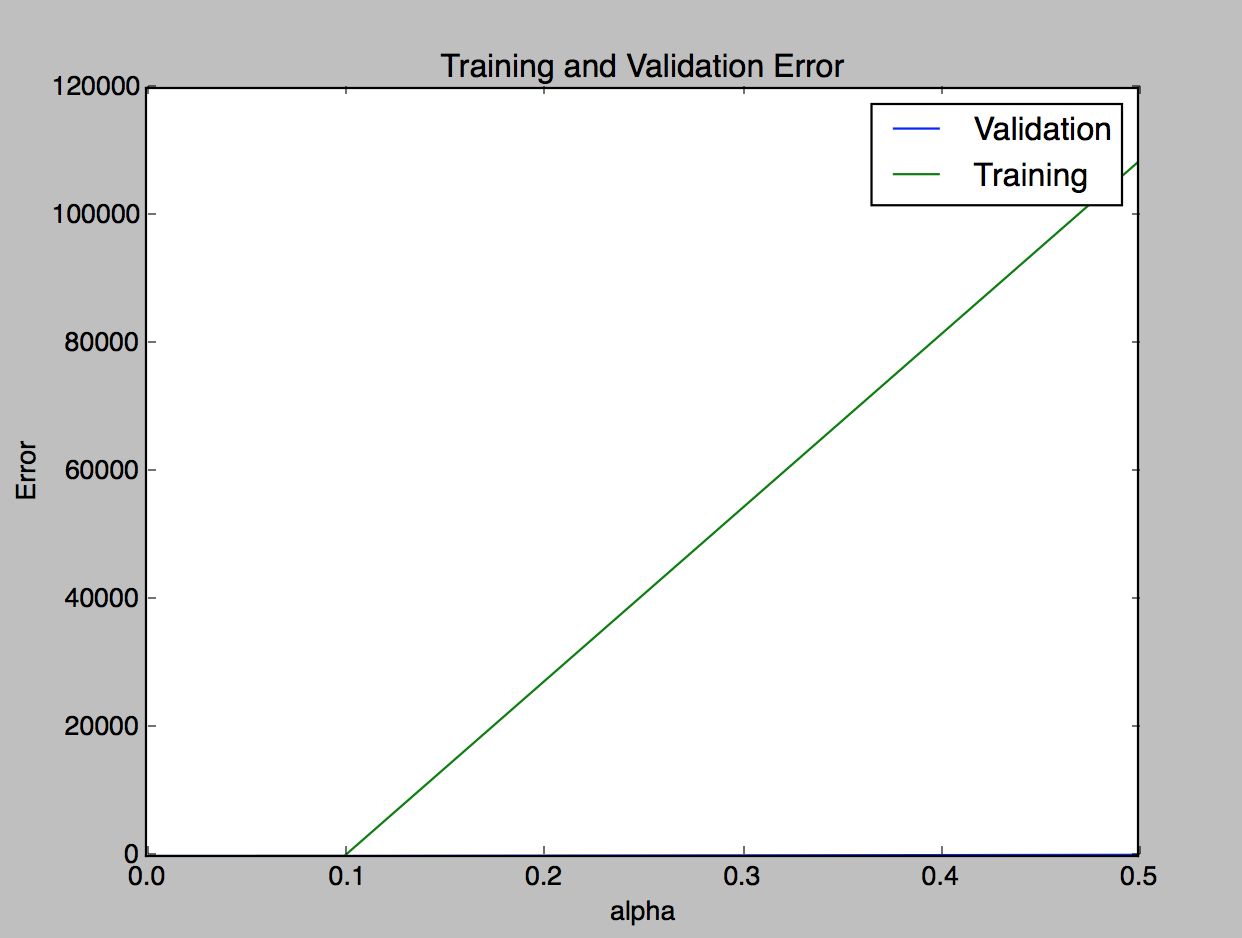 Training and Validation Error
120000
100000
80000
60000
40000
20000
0
Error
Validation
Training
0.0 0.1 0.2 0.3 0.4 0.5
alpha